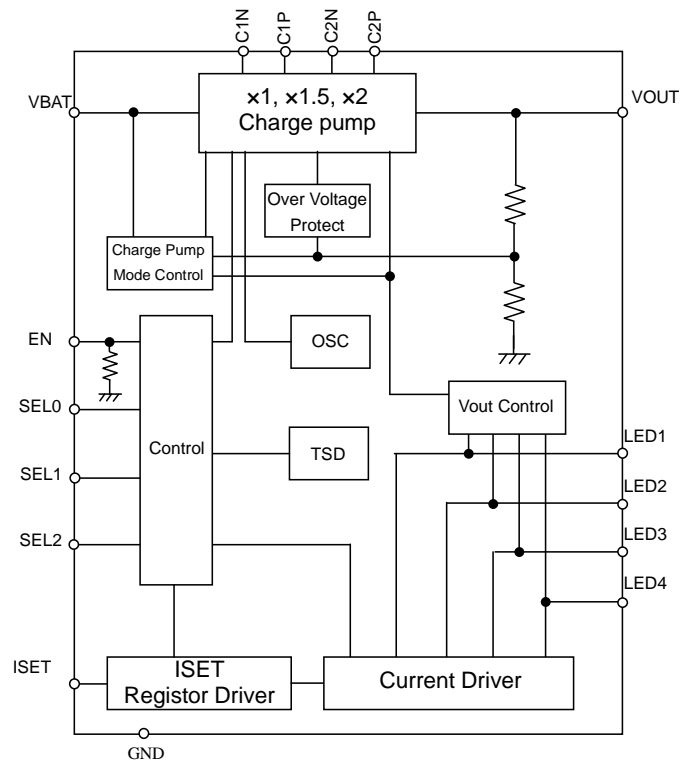 C1N
C1P
C2N
C2P
VBAT
×1, ×1.5, ×2
Charge pump
VOUT
Over Voltage
Protect
Charge Pump
Mode Control
EN
OSC
SEL0
Vout Control
Control
TSD
LED1
SEL1
LED2
SEL2
LED3
LED4
ISET
ISET
Registor Driver
Current Driver
GND